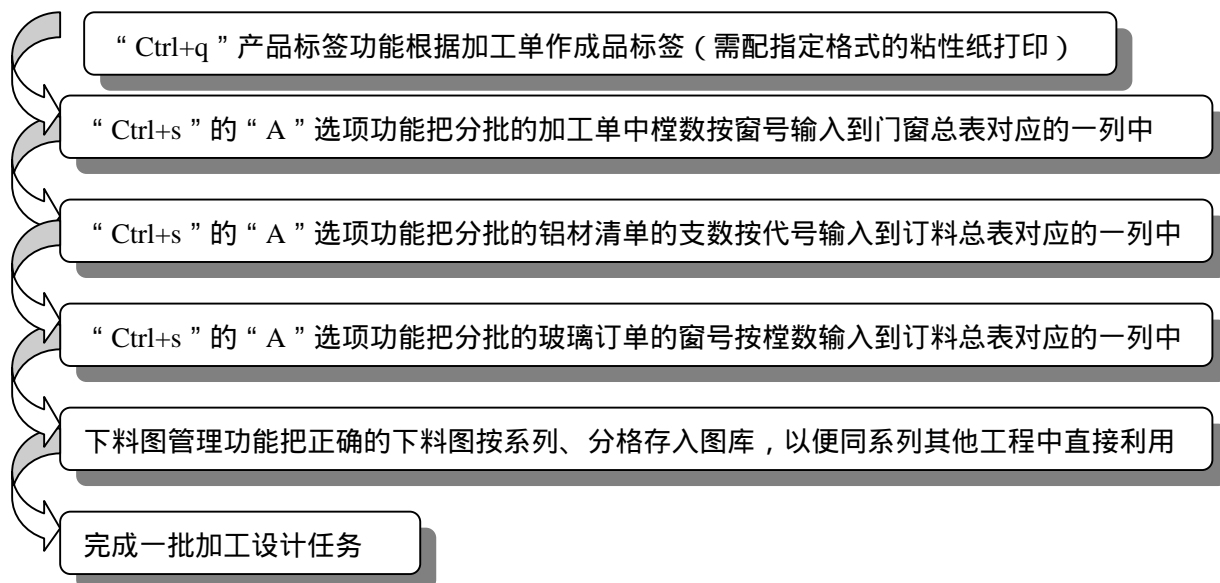 “Ctrl+q”产品标签功能根据加工单作成品标签（需配指定格式的粘性纸打印）
“Ctrl+s”的“A”选项功能把分批的加工单中樘数按窗号输入到门窗总表对应的一列中
“Ctrl+s”的“A”选项功能把分批的铝材清单的支数按代号输入到订料总表对应的一列中
“Ctrl+s”的“A”选项功能把分批的玻璃订单的窗号按樘数输入到订料总表对应的一列中
下料图管理功能把正确的下料图按系列、分格存入图库，以便同系列其他工程中直接利用
完成一批加工设计任务